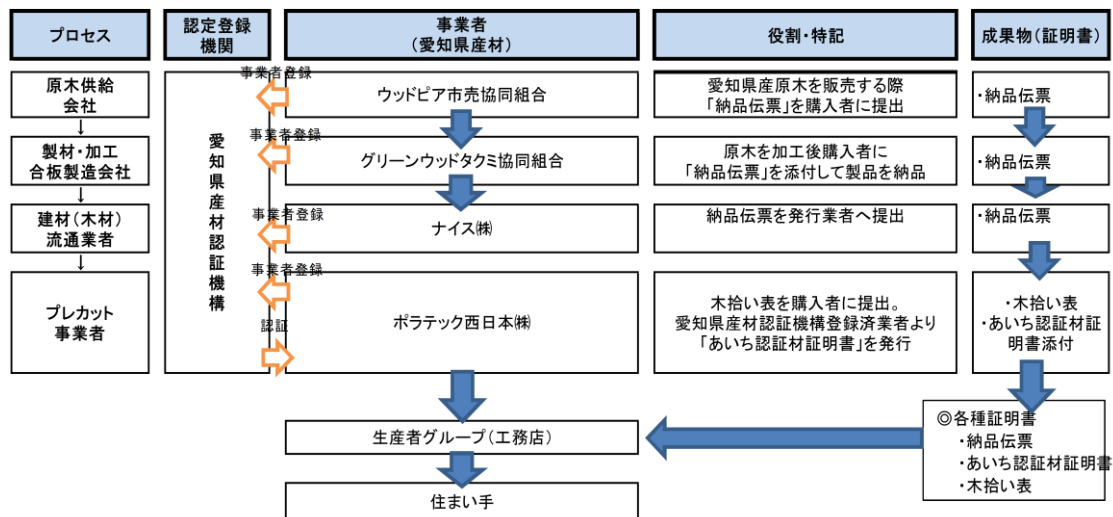 プロセス
認定登録
機関
事業者
(愛知県産材)
役割・特記
成果物(証明書)
原木供給
会社
↓
製材・加工
合板製造会社
↓
建材(木材)
流通業者
↓
プレカット
事業者
愛知県産材認証機構
事業者登録
事業者登録
事業者登録
事業者登録
認証
ウッドピア市売協同組合
グリーンウッドタクミ協同組合
ナイス㈱
ポラテック西日本㈱
生産者グループ(工務店)
住まい手
愛知県産原木を販売する際
「納品伝票」を購入者に提出
原木を加工後購入者に
「納品伝票」を添付して製品を納品
納品伝票を発行業者へ提出
木拾い表を購入者に提出。
愛知県産材認証機構登録済業者より
「あいち認証材証明書」を発行
・納品伝票
・納品伝票
・納品伝票
・木拾い表
・あいち認証材証
明書添付
◎各種証明書
・納品伝票
・あいち認証材証明書
・木拾い表